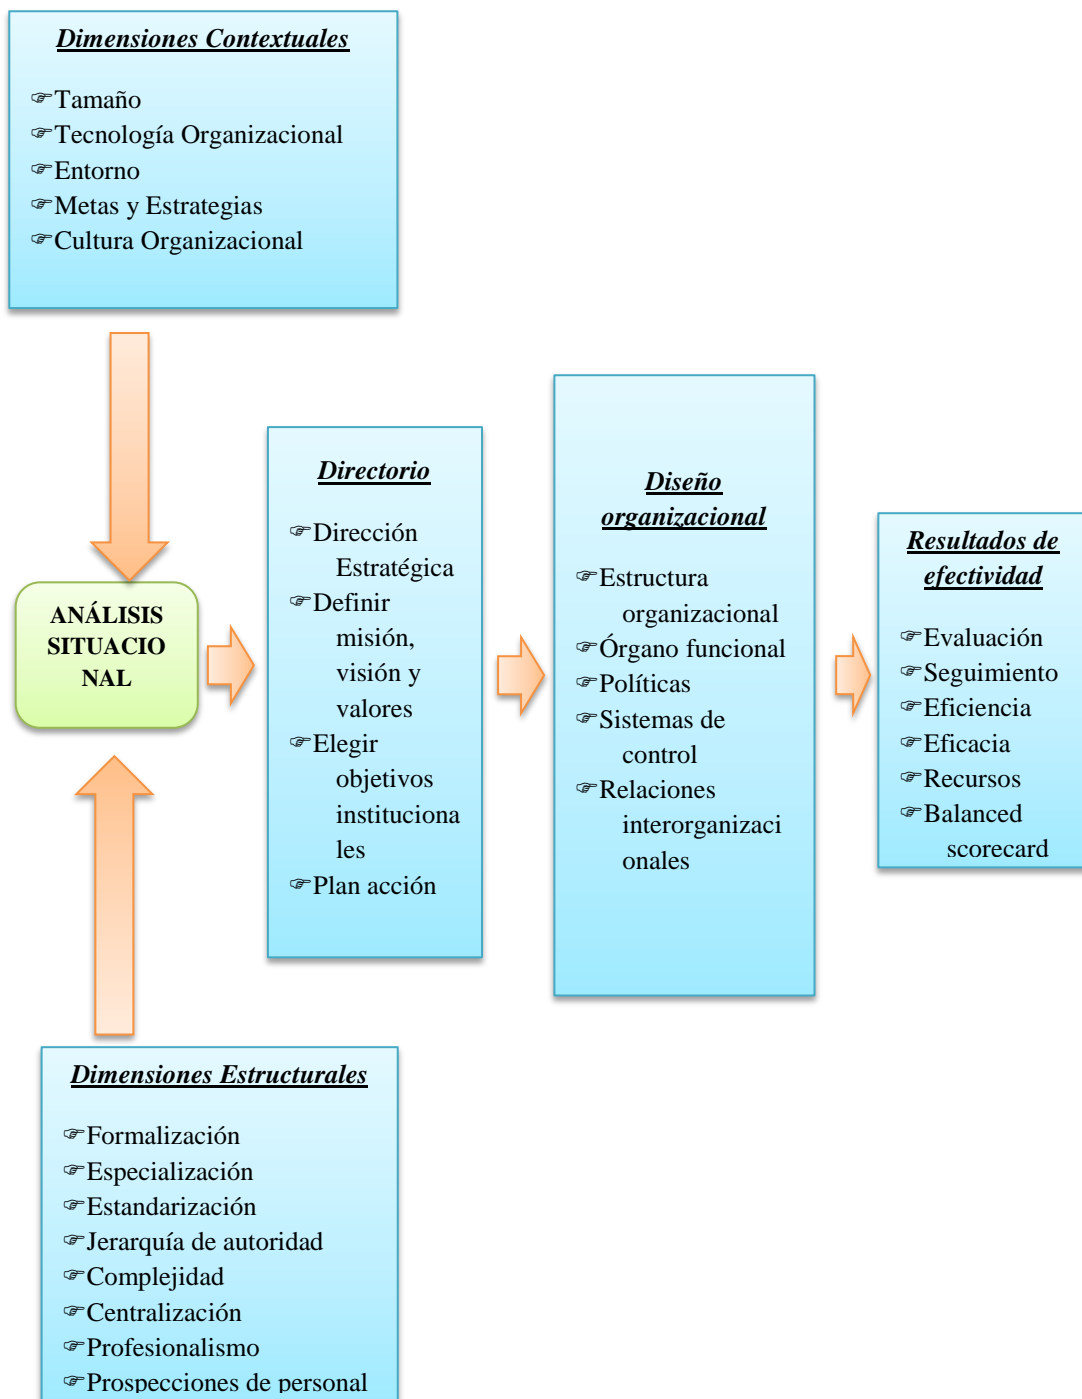 Dimensiones Contextuales
☞Tamaño
☞Tecnología Organizacional
☞Entorno
☞Metas y Estrategias
☞Cultura Organizacional
ANÁLISIS
SITUACIO
NAL
Directorio
☞Dirección
Estratégica
☞Definir
misión,
visión y
valores
☞Elegir
objetivos
instituciona
les
☞Plan acción
Diseño
organizacional
☞Estructura
organizacional
☞Órgano funcional
☞Políticas
☞Sistemas de
control
☞Relaciones
interorganizaci
onales
Resultados de
efectividad
☞Evaluación
☞Seguimiento
☞Eficiencia
☞Eficacia
☞Recursos
☞Balanced
scorecard
Dimensiones Estructurales
☞Formalización
☞Especialización
☞Estandarización
☞Jerarquía de autoridad
☞Complejidad
☞Centralización
☞Profesionalismo
☞Prospecciones de personal